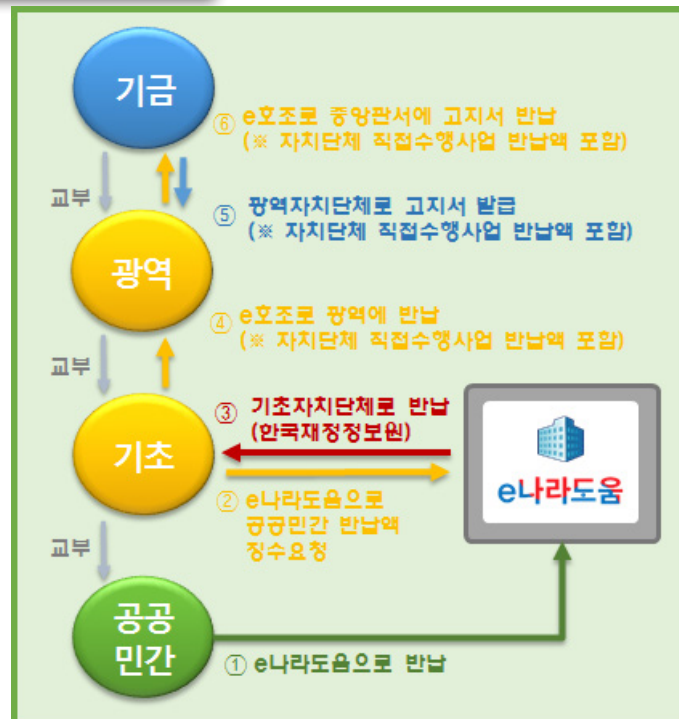 기금
⑥ e호조로 중앙관서에 고지서 반납
(※ 자치단체 직접수행사업 반납액 포함)
교부
⑤ 광역자치단체로 고지서 발급
(※ 자치단체 직접수행사업 반납액 포함)
광역
④ e호조로 광역에 반납
(※ 자치단체 직접수행사업 반납액 포함)
교부
③ 기초자치단체로 반납
(한국재정정보원)
기초
e나라도움
② e나라도움으로
공공민간 반납액
징수요청
교부
공공
민간
① e나라도움으로 반납